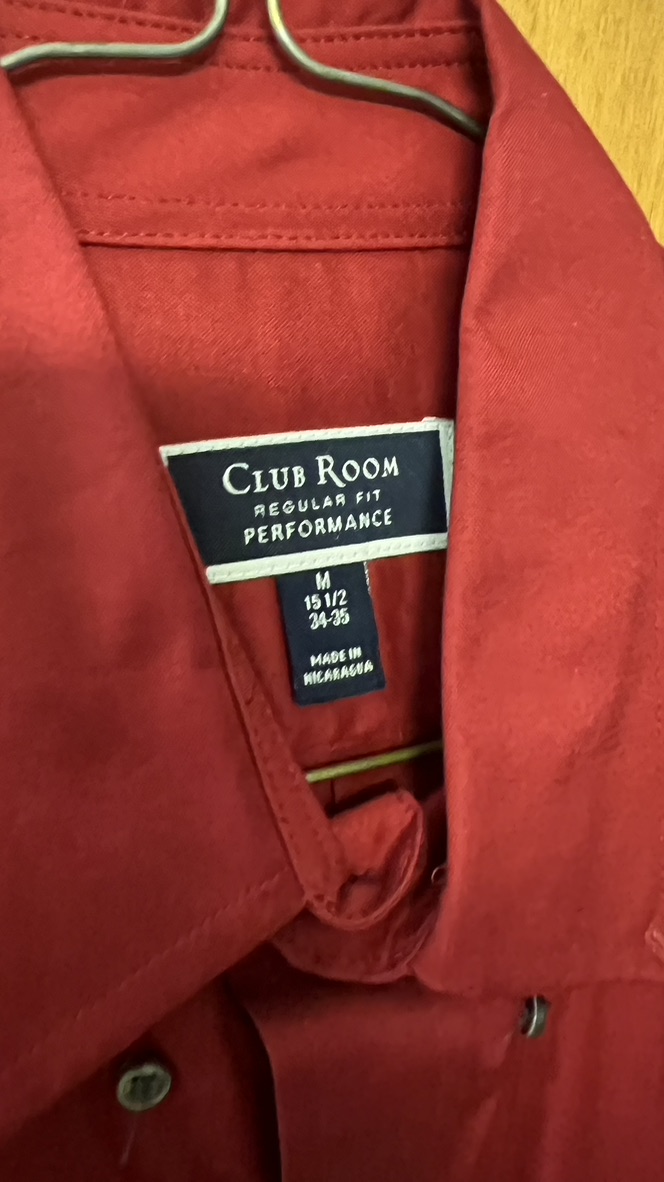 CLUB ROOM
REGULAR FIT
PERFORMANCE
M
15 1/2
34-35
MADE IN
NICARAGUA